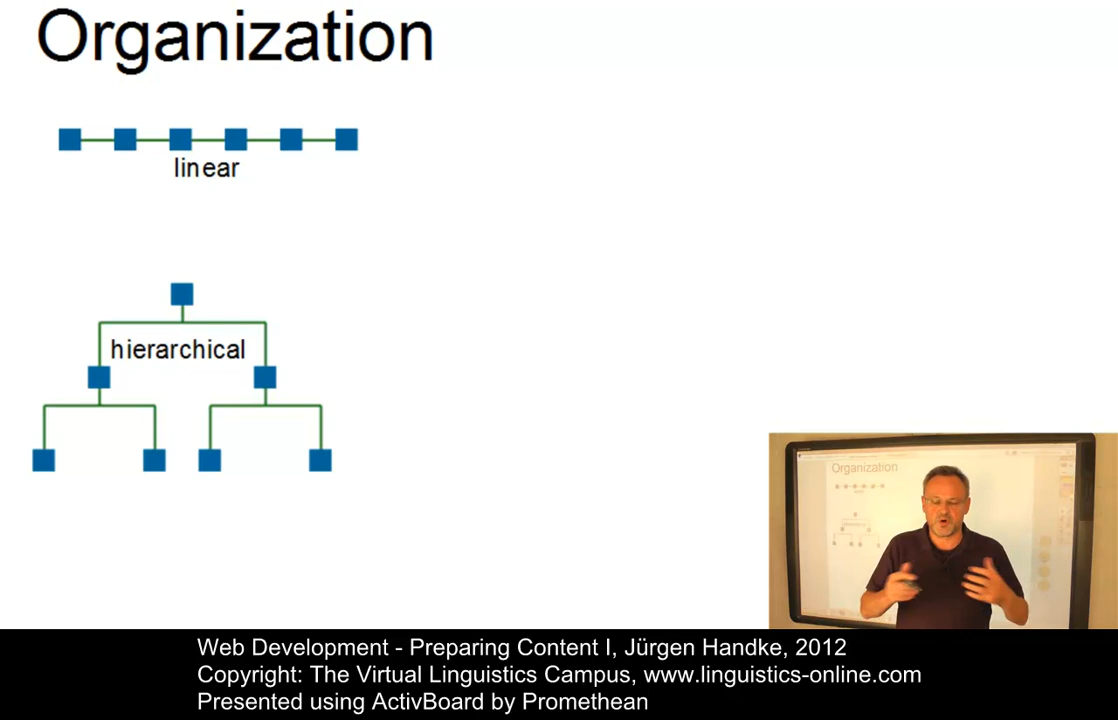 Organization
linear
hierarchical
Organization
Web Development - Preparing Content I, Jürgen Handke, 2012
Copyright: The Virtual Linguistics Campus, www.linguistics-online.com
Presented using ActivBoard by Promethean